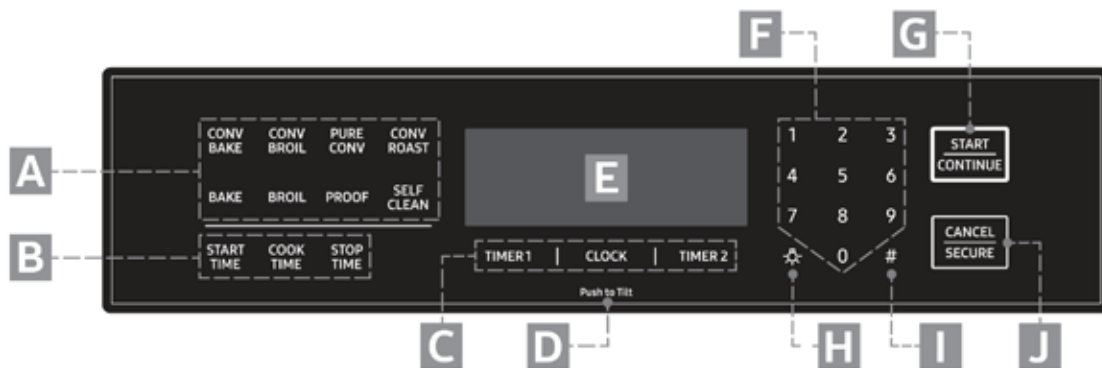 F G
CONV BAKE CONV BROIL PURE CONV CONV ROAST 1 2 3 START CONTINUE
A E 4 5 6
BAKE BROIL PROOF SELF CLEAN 7 8 9 CANCEL SECURE
B START TIME COOK TIME STOP TIME TIMER 1 | CLOCK | TIMER 2 0 #
Push to Tilt
C D H I J